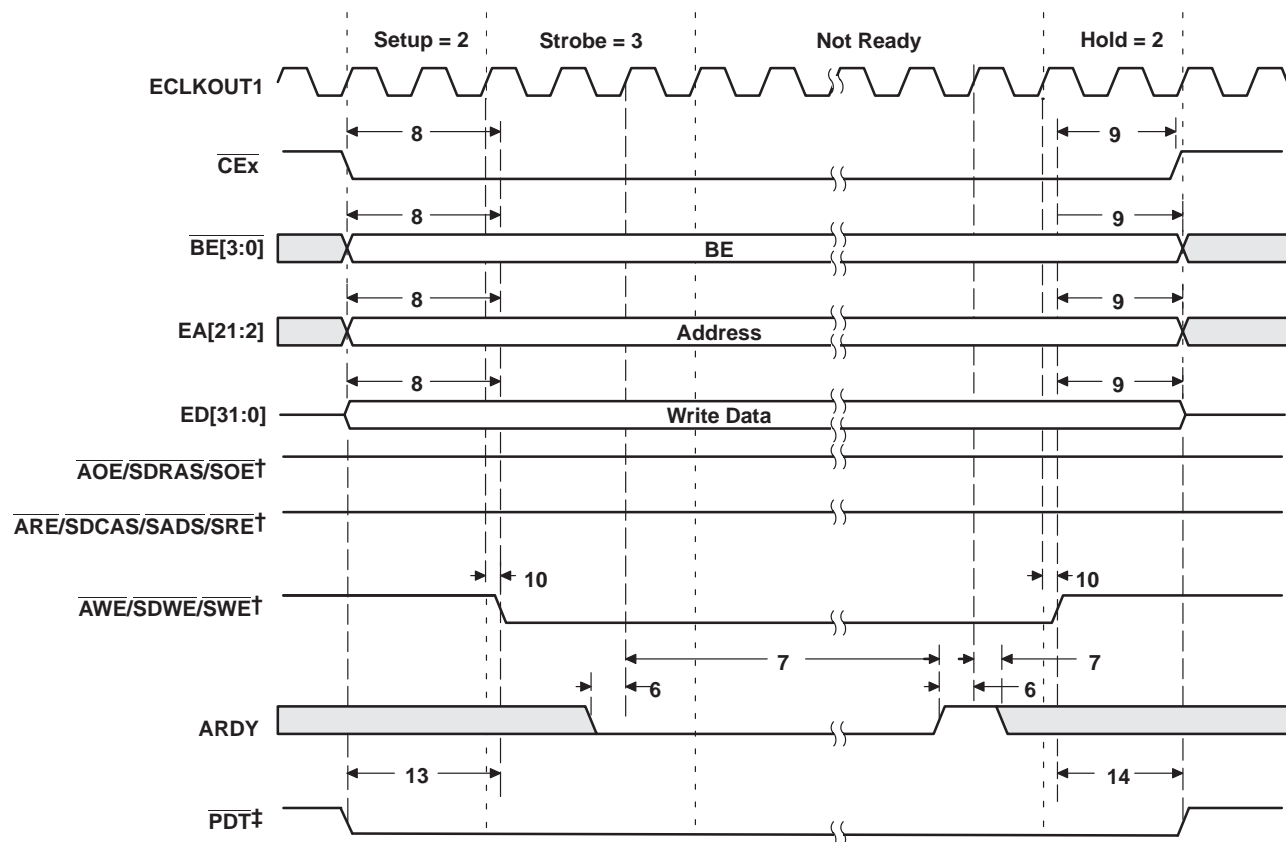 Setup = 2 Strobe = 3 Not Ready Hold = 2
ECLKOUT1
8 9
CEx
8 9
BE[3:0] BE
8 9
EA[21:2] Address
8 9
ED[31:0] Write Data
AOE/SDRAS/SOE†
ARE/SDCAS/SADS/SRE†
10 10
AWE/SDWE/SWE†
7 7
6 6
ARDY
13 14
PDT‡